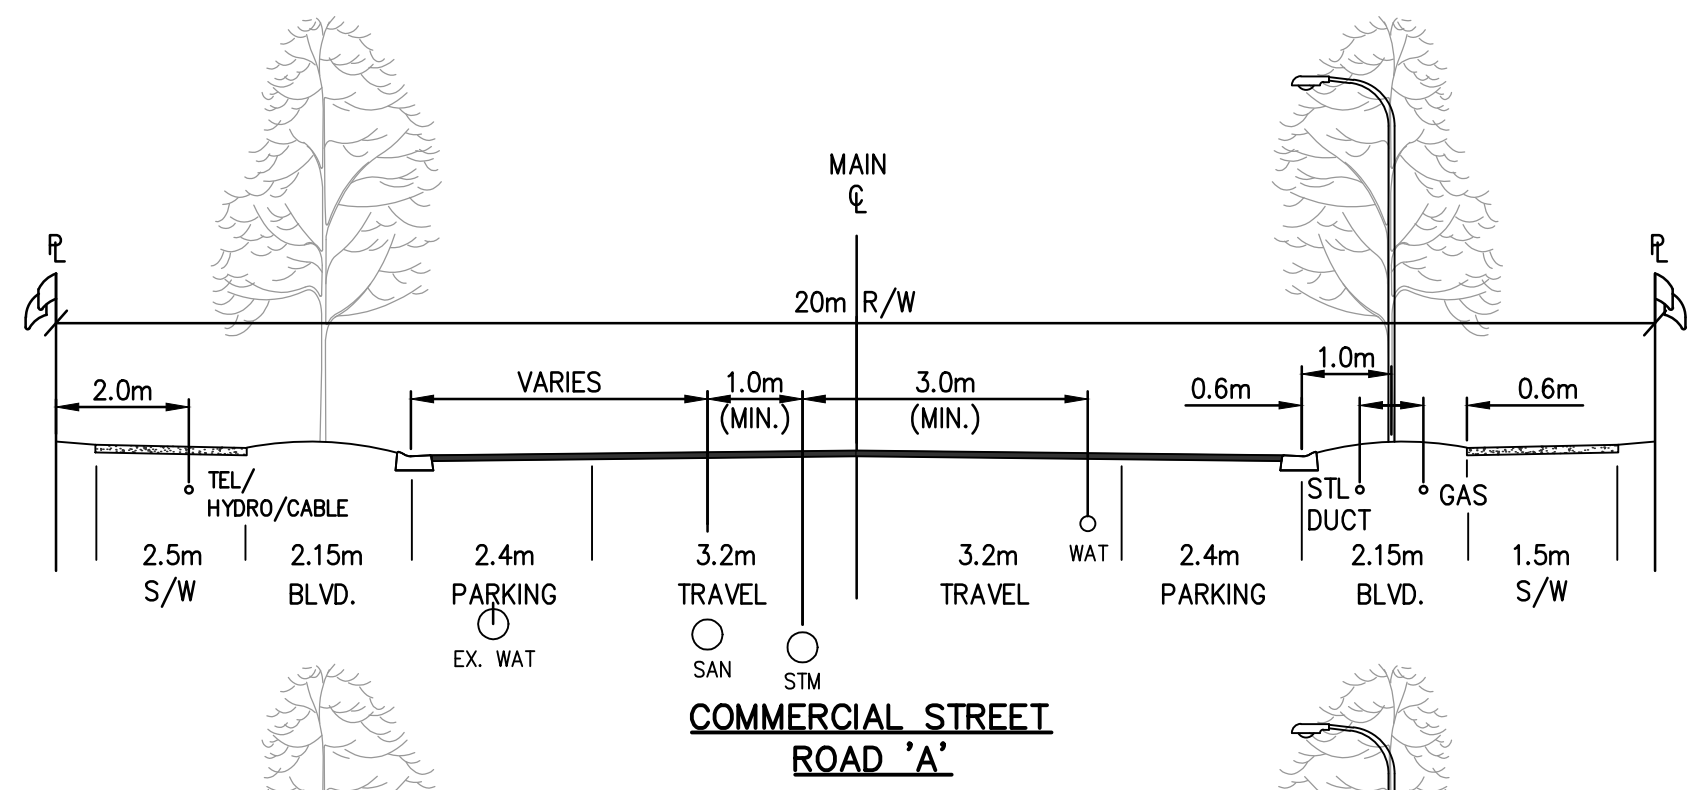 MAIN
℄
⅊
⅊
20m R/W
2.0m
VARIES
1.0m
(MIN.)
3.0m
(MIN.)
0.6m
1.0m
0.6m
TEL/
HYDRO/CABLE
STL
DUCT
GAS
WAT
2.5m
S/W
2.15m
BLVD.
2.4m
PARKING
3.2m
TRAVEL
3.2m
TRAVEL
2.4m
PARKING
2.15m
BLVD.
1.5m
S/W
EX. WAT
SAN
STM
COMMERCIAL STREET
ROAD 'A'